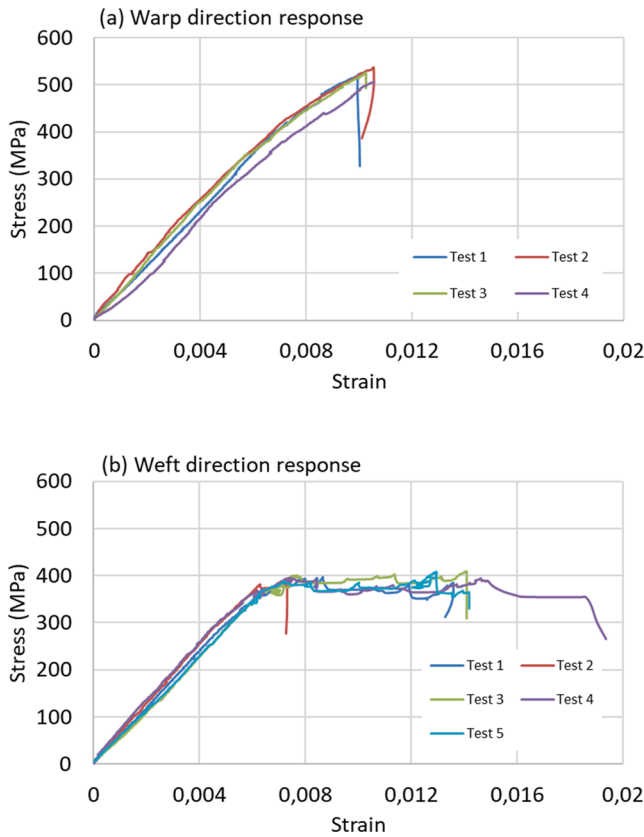 (a) Warp direction response
600
500
400
300
200
100
0
Stress (MPa)
Test 1
Test 2
Test 3
Test 4
0
0,004
0,008
0,012
0,016
0,02
Strain
(b) Weft direction response
600
500
400
300
200
100
0
Stress (MPa)
Test 1
Test 2
Test 3
Test 4
Test 5
0
0,004
0,008
0,012
0,016
0,02
Strain